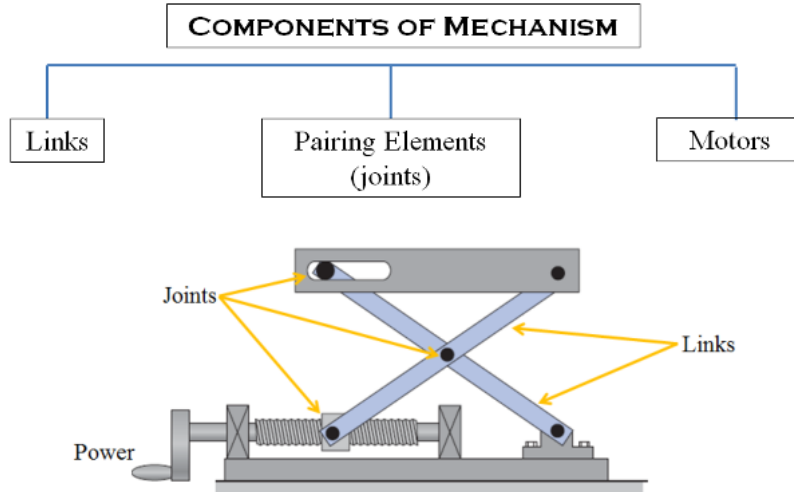 COMPONENTS OF MECHANISM
Links
Pairing Elements
(joints)
Motors
Joints
Links
Power